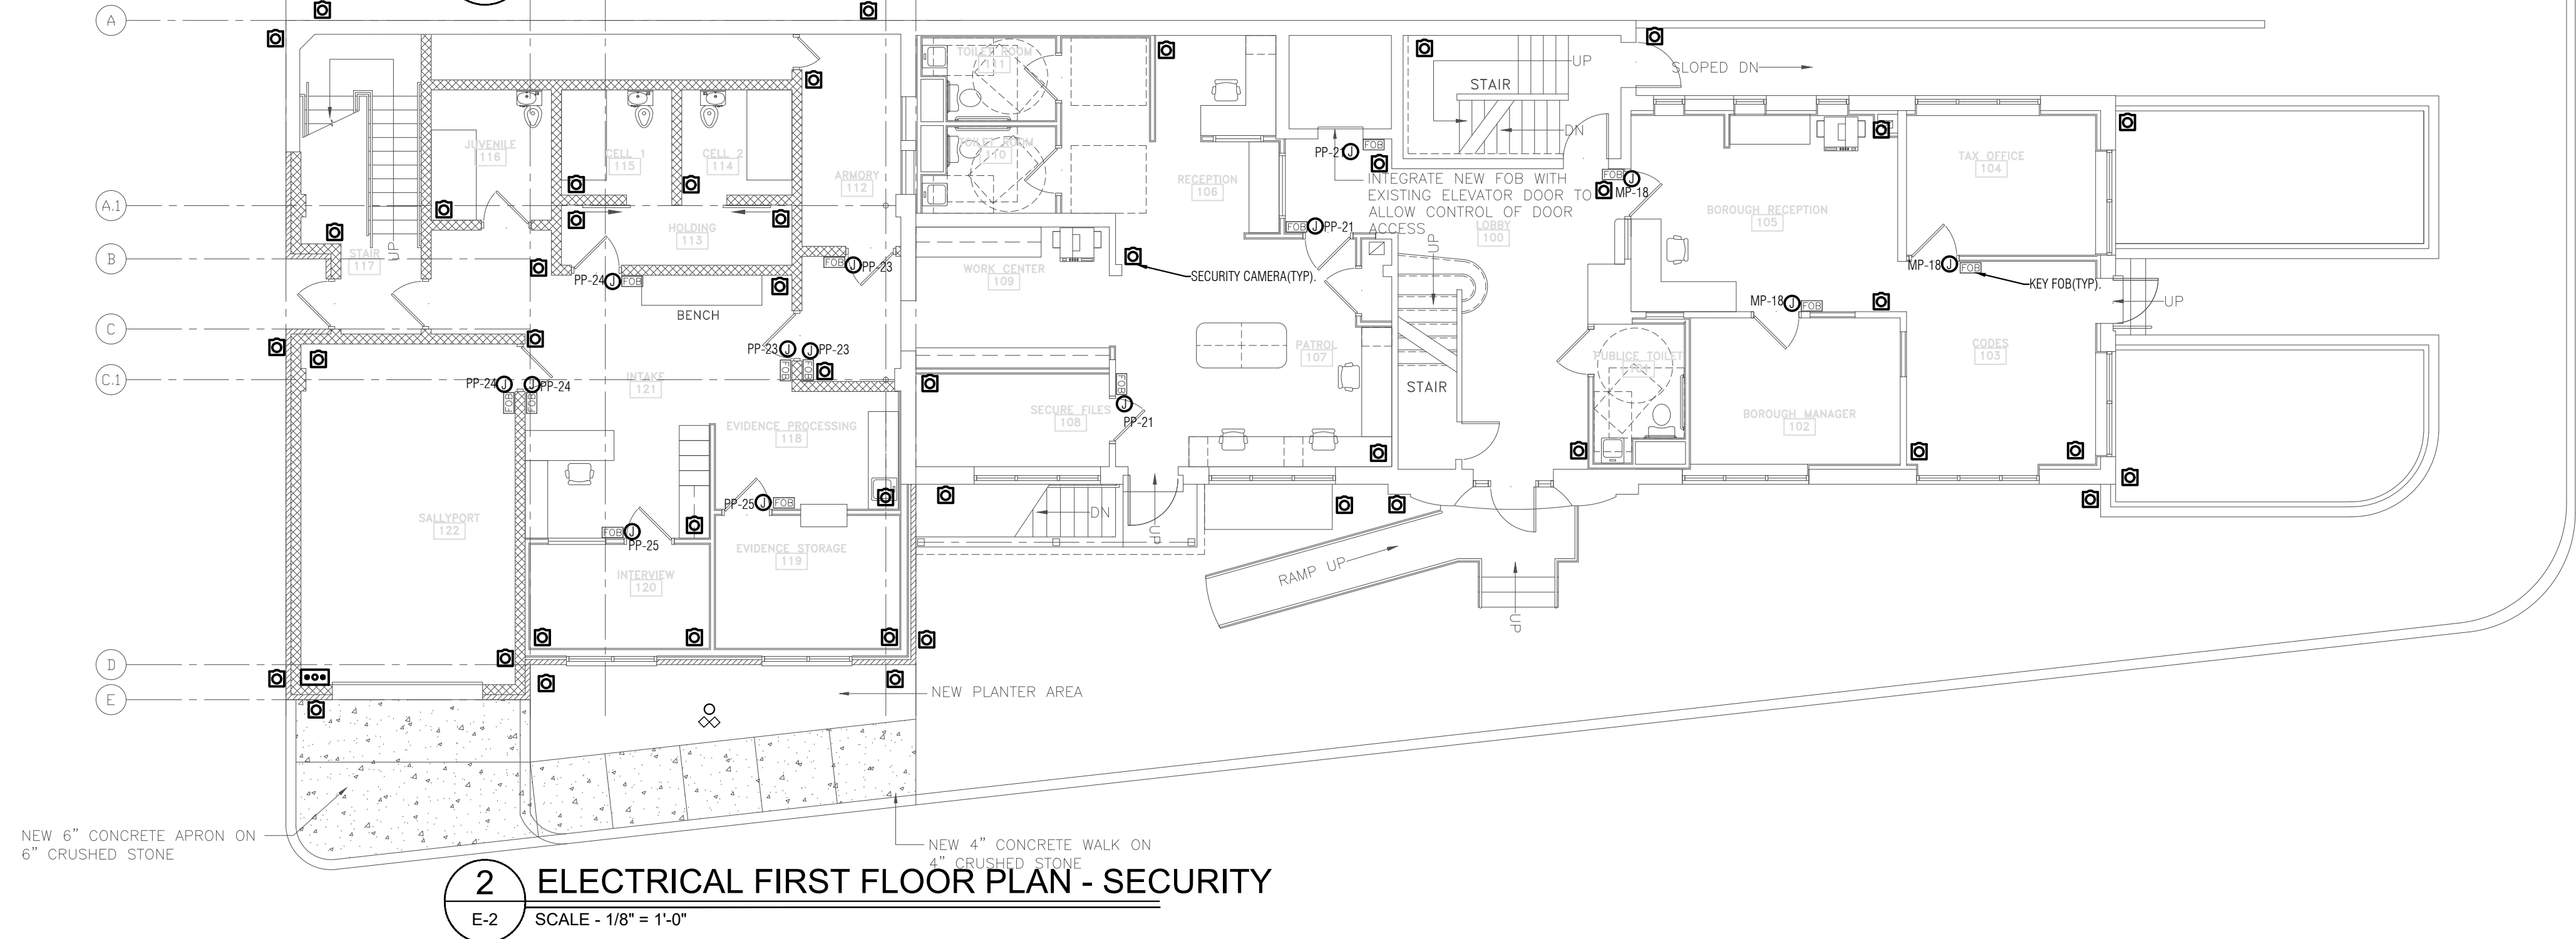 A
A.1
B
C
C.1
D
E
TOILET ROOM
111
TOILET ROOM
110
JUVENILE
116
CELL 1
115
CELL 2
114
ARMORY
112
HOLDING
113
STAIR
117
UP
BENCH
PP-24 J FOB
FOB J PP-23
PP-23 J
J PP-23
FOB
FOB
PP-24 J
J PP-24
FOB
FOB
INTAKE
121
EVIDENCE PROCESSING
118
PP-25 J FOB
FOB J
PP-25
SALLYPORT
122
INTERVIEW
120
EVIDENCE STORAGE
119
RECEPTION
106
WORK CENTER
109
SECURITY CAMERA(TYP).
PATROL
107
SECURE FILES
108
FOB
J
PP-21
DN
UP
PP-21 J FOB
FOB J PP-21
INTEGRATE NEW FOB WITH
EXISTING ELEVATOR DOOR TO
ALLOW CONTROL OF DOOR
ACCESS
STAIR
UP
DN
SLOPED DN
LOBBY
100
UP
STAIR
FOB J
MP-18
BOROUGH RECEPTION
105
TAX OFFICE
104
MP-18 J FOB
KEY FOB(TYP).
MP-18 J FOB
UP
PUBLICE TOILET
101
BOROUGH MANAGER
102
CODES
103
RAMP UP
UP
NEW PLANTER AREA
NEW 6" CONCRETE APRON ON
6" CRUSHED STONE
NEW 4" CONCRETE WALK ON
4" CRUSHED STONE
2
E-2
ELECTRICAL FIRST FLOOR PLAN - SECURITY
SCALE - 1/8" = 1'-0"